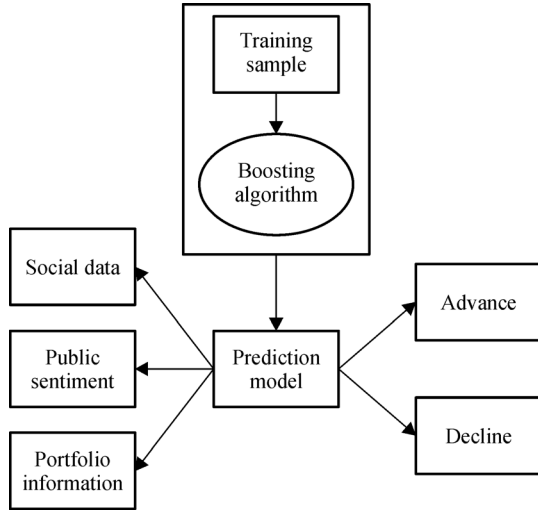 Training
sample
Boosting
algorithm
Social data
Advance
Public
sentiment
Prediction
model
Decline
Portfolio
information